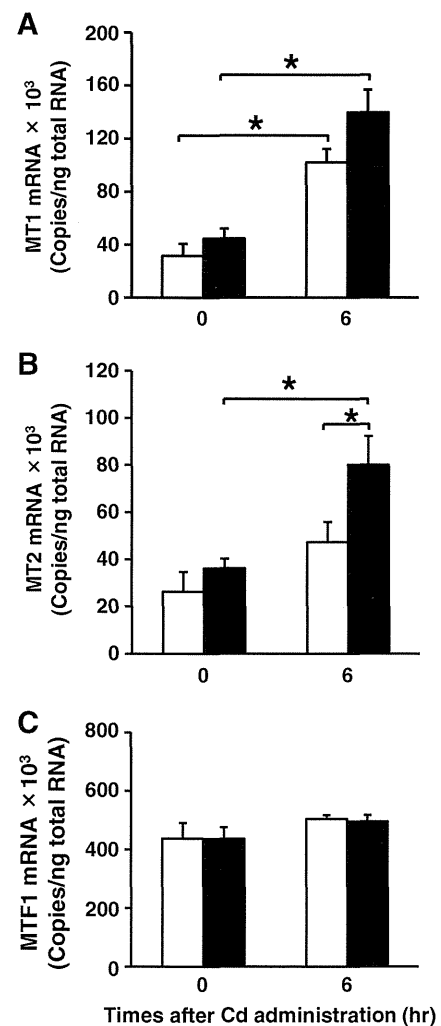 A
MT1 mRNA × 10³
(Copies/ng total RNA)
200
160
120
80
40
0
*
*
0 6
B
MT2 mRNA ×10³
(Copies/ng total RNA)
120
100
80
60
40
20
0
*
*
0 6
C
MTF1 mRNA ×10³
(Copies/ng total RNA)
800
600
400
200
0
0 6
Times after Cd administration (hr)